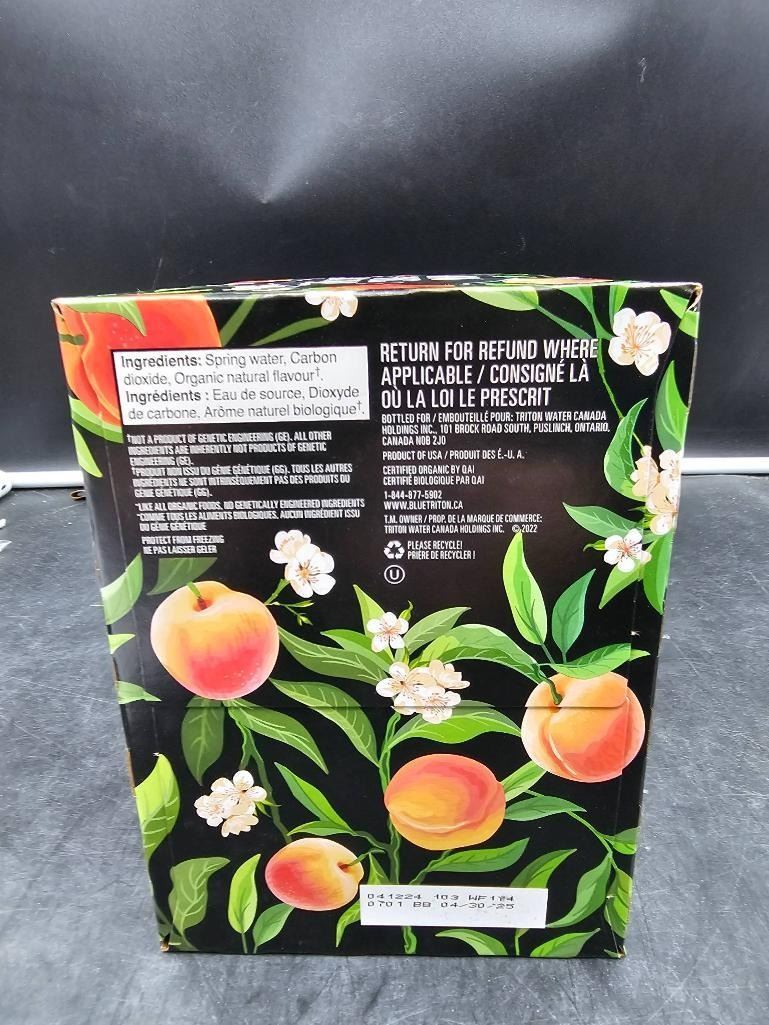 Ingredients: Spring water, Carbon
dioxide, Organic natural flavour†.
Ingrédients : Eau de source, Dioxyde
de carbone, Arôme naturel biologique†.
†NOT A PRODUCT OF GENETIC ENGINEERING (GE). ALL OTHER
INGREDIENTS ARE INHERENTLY NOT PRODUCTS OF GENETIC
ENGINEERING (GE).
†PRODUIT NON ISSU DU GÉNIE GÉNÉTIQUE (GG). TOUS LES AUTRES
INGRÉDIENTS NE SONT INTRINSÈQUEMENT PAS DES PRODUITS DU
GÉNIE GÉNÉTIQUE (GG).
*LIKE ALL ORGANIC FOODS, NO GENETICALLY ENGINEERED INGREDIENTS
*COMME TOUS LES ALIMENTS BIOLOGIQUES, AUCUN INGRÉDIENT ISSU
DU GÉNIE GÉNÉTIQUE
PROTECT FROM FREEZING
NE PAS LAISSER GELER
RETURN FOR REFUND WHERE
APPLICABLE / CONSIGNÉ LÀ
OÙ LA LOI LE PRESCRIT
BOTTLED FOR / EMBOUTEILLÉ POUR: TRITON WATER CANADA
HOLDINGS INC., 101 BROCK ROAD SOUTH, PUSLINCH, ONTARIO,
CANADA N0B 2J0
PRODUCT OF USA / PRODUIT DES É.-U. A.
CERTIFIED ORGANIC BY QAI
CERTIFIÉ BIOLOGIQUE PAR QAI
1-844-877-5902
WWW.BLUETRITON.CA
T.M. OWNER / PROP. DE LA MARQUE DE COMMERCE:
TRITON WATER CANADA HOLDINGS INC. ©2022
PLEASE RECYCLE!
PRIÈRE DE RECYCLER !
U
041224 103 WF174
0701 BB 04/30/25